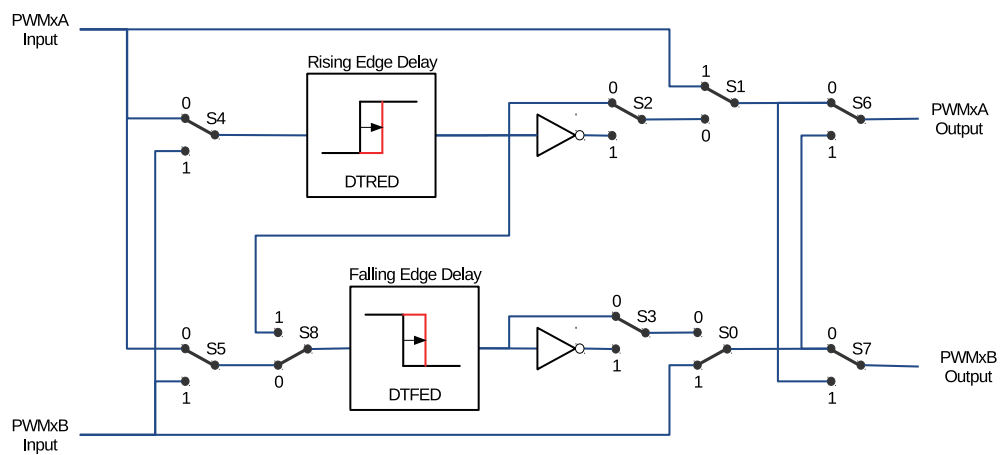 PWMxA
Input
Rising Edge Delay
DTRED
0
S4
1
0
S2
1
1
S1
0
0
S6
1
PWMxA
Output
Falling Edge Delay
DTFED
0
S5
1
1
S8
0
0
S3
1
0
S0
1
0
S7
1
PWMxB
Output
PWMxB
Input